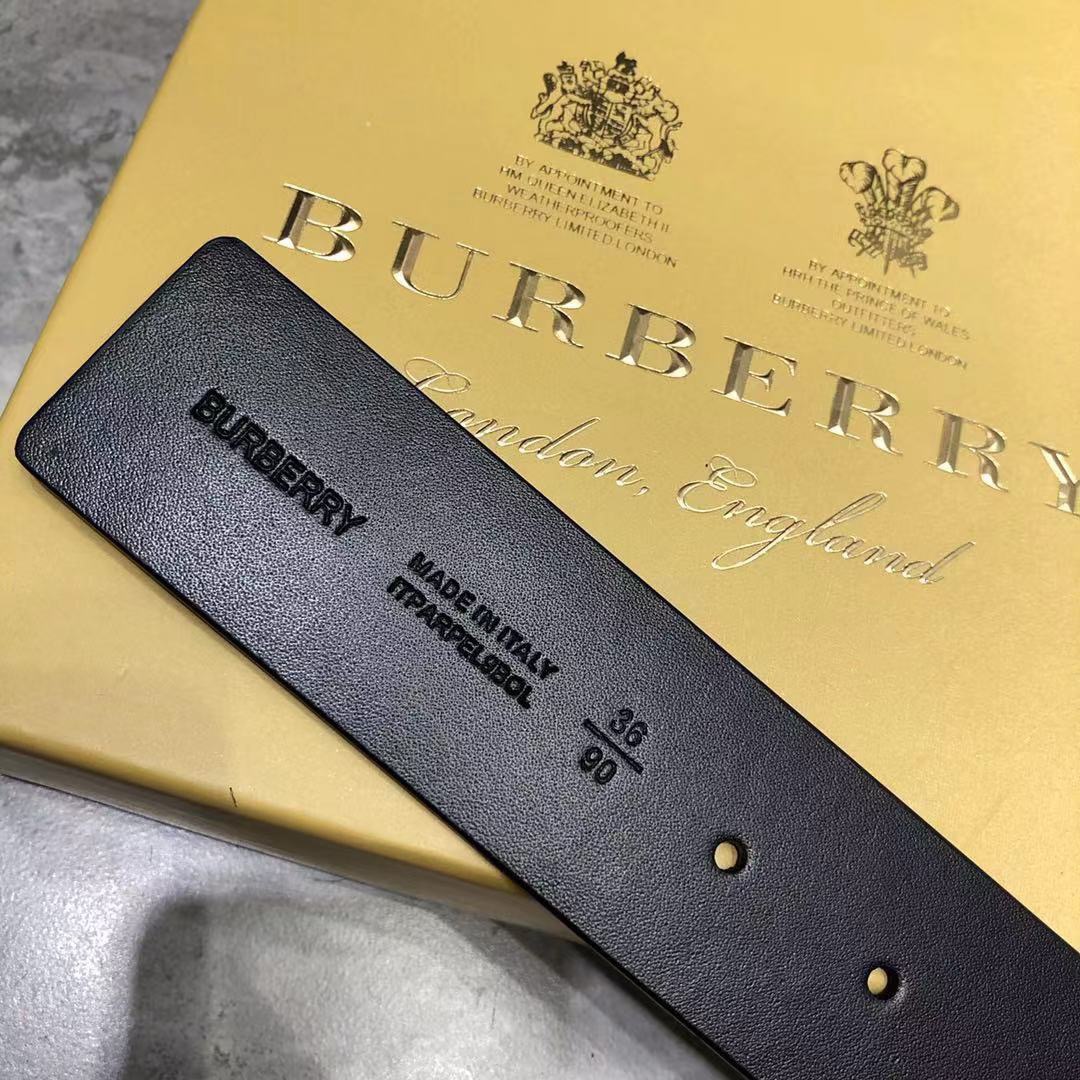 BY APPOINTMENT TO
HM QUEEN ELIZABETH II
WEATHERPROOFERS
BURBERRY LIMITED LONDON
BY APPOINTMENT TO
HRH THE PRINCE OF WALES
OUTFITTERS
BURBERRY LIMITED LONDON
BURBERRY
London, England
BURBERRY
MADE IN ITALY
ITPARPEL9BOL
36
90